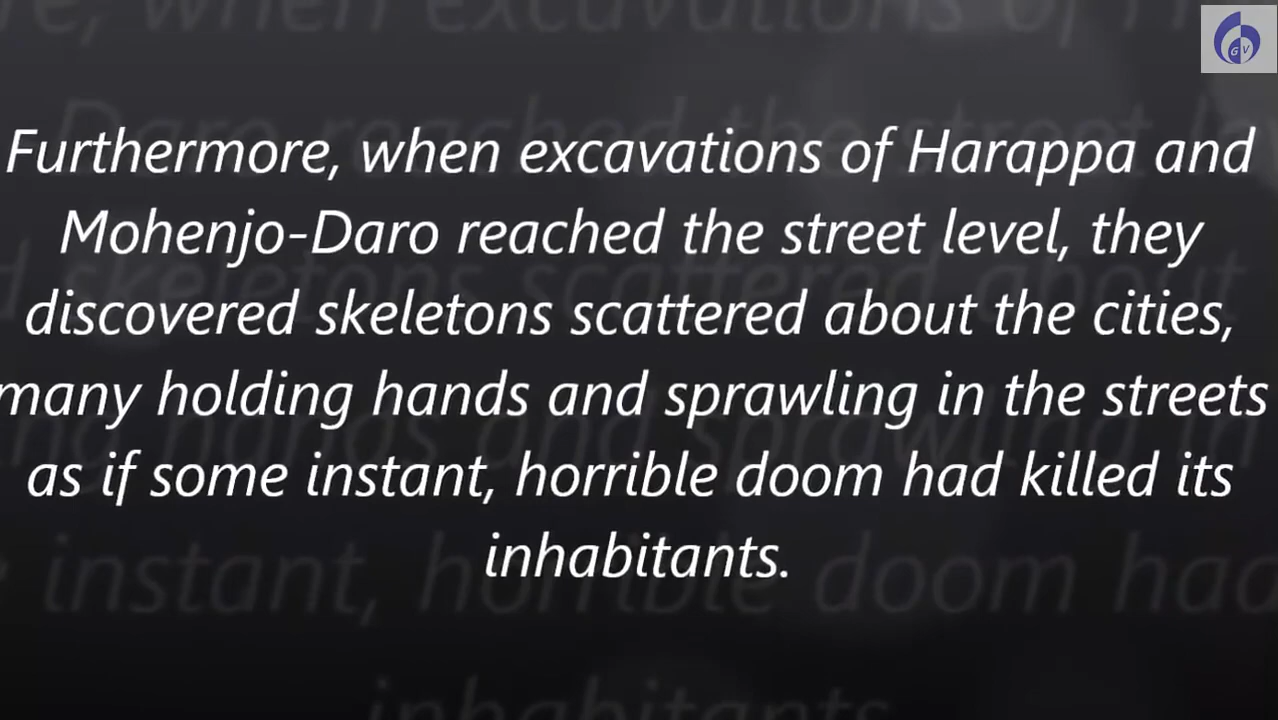 Furthermore, when excavations of Harappa and
Mohenjo-Daro reached the street level, they
discovered skeletons scattered about the cities,
many holding hands and sprawling in the streets
as if some instant, horrible doom had killed its
inhabitants.
GV